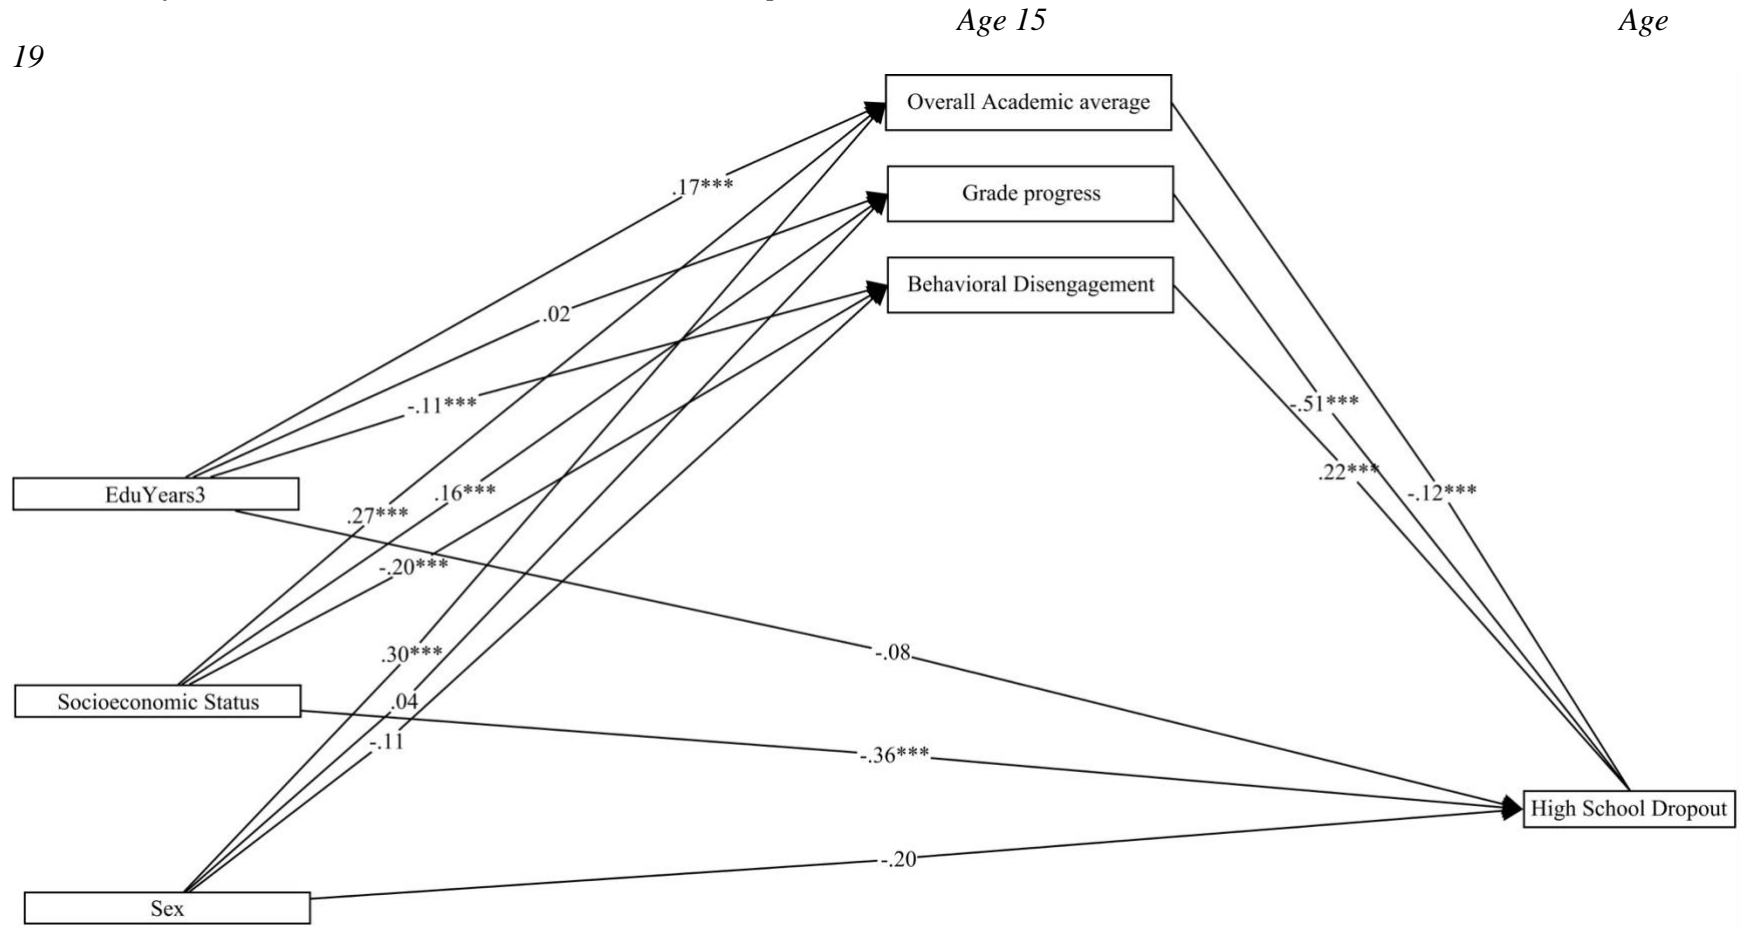 Age 15 Age
19
Overall Academic average
.17***
Grade progress
Behavioral Disengagement
.02
-.11***
-.51***
.22***
EduYears3
.16***
-.12***
.27***
-.20***
.30***
-.08
Socioeconomic Status
.04
-.11
-.36***
High School Dropout
-.20
Sex